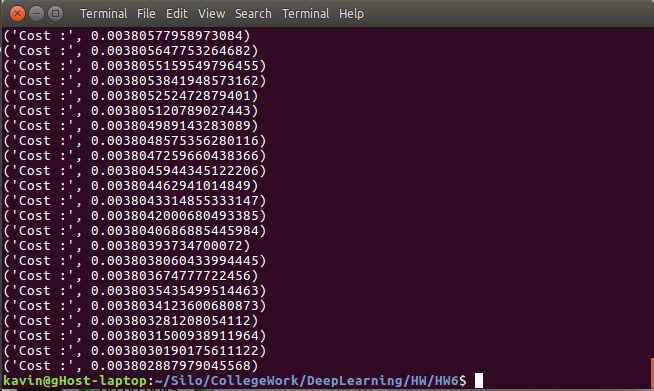 Terminal File Edit View Search Terminal Help
('Cost :', 0.00380577958973084)
('Cost :', 0.003805647753264682)
('Cost :', 0.0038055159549796455)
('Cost :', 0.0038053841948573162)
('Cost :', 0.003805252472879401)
('Cost :', 0.003805120789027443)
('Cost :', 0.003804989143283089)
('Cost :', 0.0038048575356280116)
('Cost :', 0.0038047259660438366)
('Cost :', 0.0038045944345122206)
('Cost :', 0.003804462941014849)
('Cost :', 0.0038043314855333147)
('Cost :', 0.0038042000680493385)
('Cost :', 0.0038040686885445984)
('Cost :', 0.00380393734700072)
('Cost :', 0.0038038060433994445)
('Cost :', 0.003803674777722456)
('Cost :', 0.0038035435499514463)
('Cost :', 0.0038034123600680873)
('Cost :', 0.003803281208054112)
('Cost :', 0.0038031500938911964)
('Cost :', 0.0038030190175611122)
('Cost :', 0.0038028879790455​68)
kavin@gHost-laptop:~/Silo/CollegeWork/DeepLearning/HW/HW6$